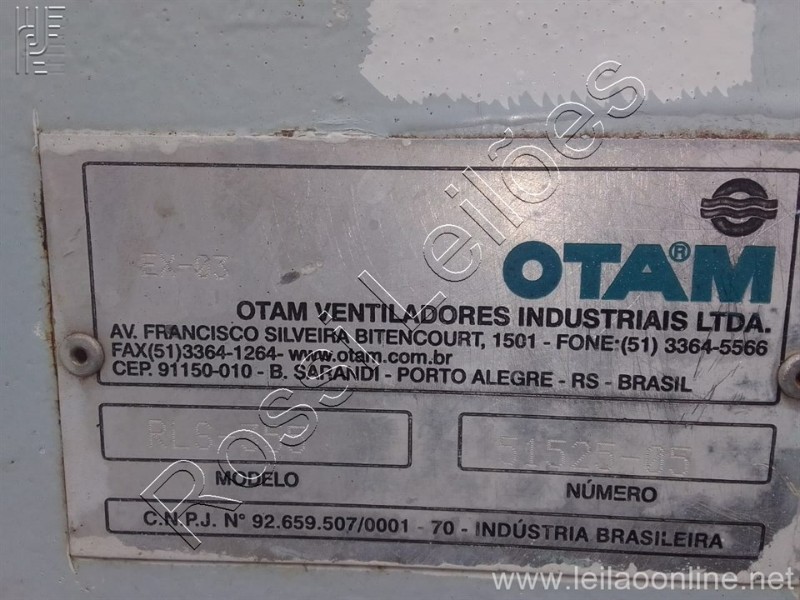 EX-03
OTAM®
OTAM VENTILADORES INDUSTRIAIS LTDA.
AV. FRANCISCO SILVEIRA BITENCOURT, 1501 - FONE:(51) 3364-5566
FAX(51)3364-1264- www.otam.com.br
CEP. 91150-010 - B. SARANDI - PORTO ALEGRE - RS - BRASIL
51525-05
MODELO NÚMERO
C.N.P.J. Nº 92.659.507/0001 - 70 - INDÚSTRIA BRASILEIRA
Rossi Leilões
www.leilaoonline.net